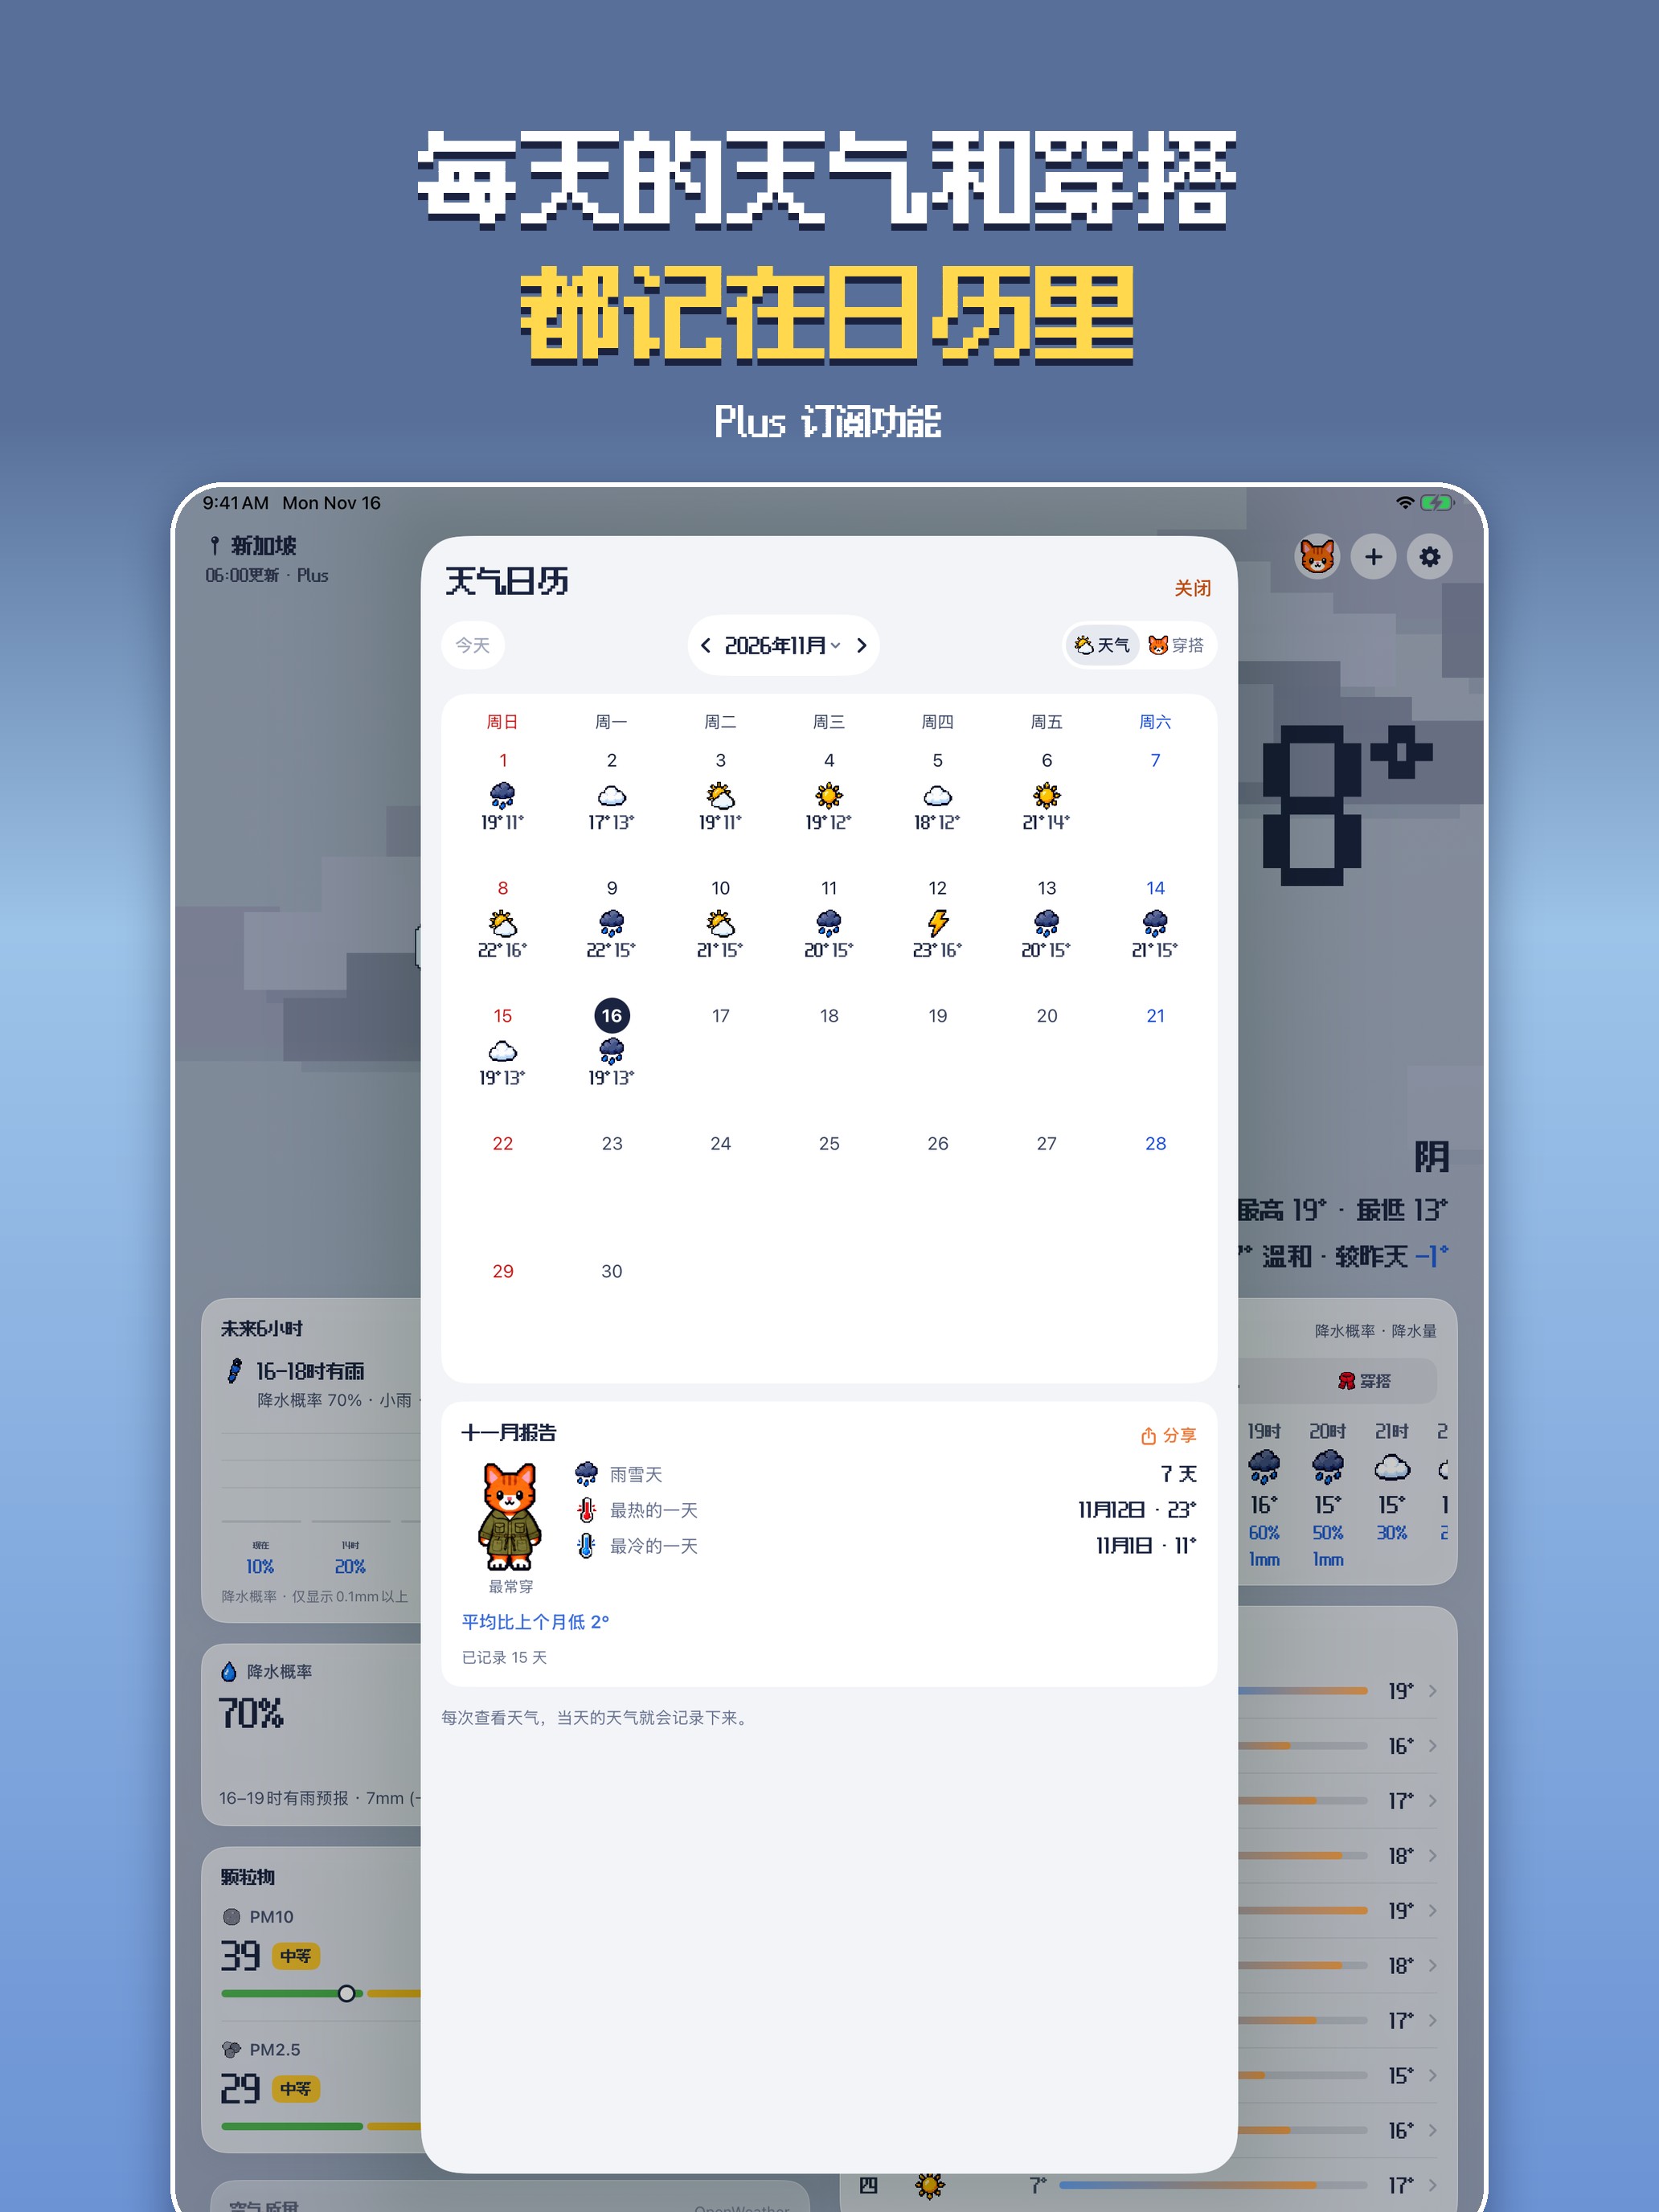 每天的天气和穿搭
都记在日历里
Plus 订阅功能
9:41 AM Mon Nov 16
新加坡
06:00更新 · Plus
8°
阴
最高 19° · 最低 13°
温和 · 较昨天 -1°
天气日历
关闭
今天
2026年11月
天气 穿搭
周日 周一 周二 周三 周四 周五 周六
1 2 3 4 5 6 7
19°11° 17°13° 19°11° 19°12° 18°12° 21°14°
8 9 10 11 12 13 14
22°16° 22°15° 21°15° 20°15° 23°16° 20°15° 21°15°
15 16 17 18 19 20 21
19°13° 19°13°
22 23 24 25 26 27 28
29 30
十一月报告
分享
雨雪天 7 天
最热的一天 11月12日 · 23°
最冷的一天 11月1日 · 11°
最常穿
平均比上个月低 2°
已记录 15 天
每次查看天气，当天的天气就会记录下来。
未来6小时
16-18时有雨
降水概率 70% · 小雨 ·
现在 14时
10% 20%
降水概率 · 仅显示 0.1mm 以上
降水概率
70%
16–19 时有雨预报 · 7mm (
颗粒物
PM10
39 中等
PM2.5
29 中等
降水概率 · 降水量
穿搭
19时 20时 21时 2
16° 15° 15° 1
60% 50% 30% 2
1mm 1mm
19°
16°
17°
18°
19°
18°
17°
15°
16°
四 7° 17°
OpenWeather